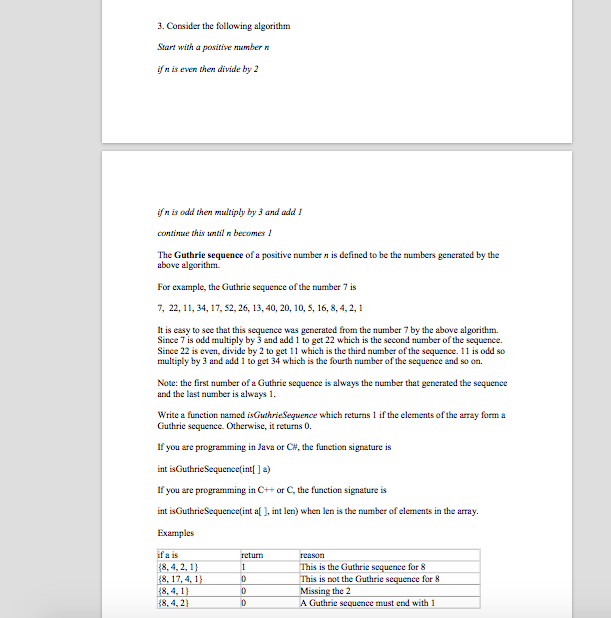 3. Consider the following algorithm
Start with a positive number n
if n is even then divide by 2
if n is odd then multiply by 3 and add 1
continue this until n becomes 1
The Guthrie sequence of a positive number n is defined to be the numbers generated by the
above algorithm.
For example, the Guthrie sequence of the number 7 is
7, 22, 11, 34, 17, 52, 26, 13, 40, 20, 10, 5, 16, 8, 4, 2, 1
It is easy to see that this sequence was generated from the number 7 by the above algorithm.
Since 7 is odd multiply by 3 and add 1 to get 22 which is the second number of the sequence.
Since 22 is even, divide by 2 to get 11 which is the third number of the sequence. 11 is odd so
multiply by 3 and add 1 to get 34 which is the fourth number of the sequence and so on.
Note: the first number of a Guthrie sequence is always the number that generated the sequence
and the last number is always 1.
Write a function named isGuthrieSequence which returns 1 if the elements of the array form a
Guthrie sequence. Otherwise, it returns 0.
If you are programming in Java or C#, the function signature is
int isGuthrieSequence(int[ ] a)
If you are programming in C++ or C, the function signature is
int isGuthrieSequence(int a[ ], int len) when len is the number of elements in the array.
Examples
if a is return reason
{8, 4, 2, 1} 1 This is the Guthrie sequence for 8
{8, 17, 4, 1} 0 This is not the Guthrie sequence for 8
{8, 4, 1} 0 Missing the 2
{8, 4, 2} 0 A Guthrie sequence must end with 1